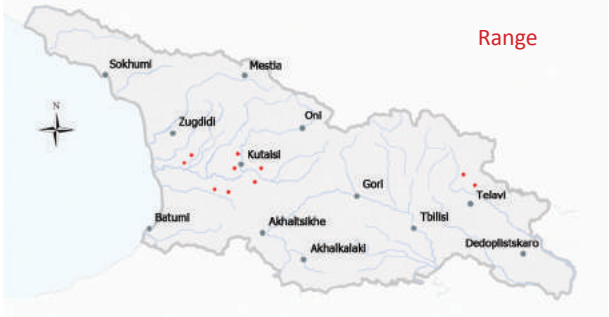 Range
Sokhumi
Mestia
N
Zugdidi
Oni
Kutaisi
Gori
Telavi
Batumi
Akhaltsikhe
Tbilisi
Akhalkalaki
Dedoplistskaro